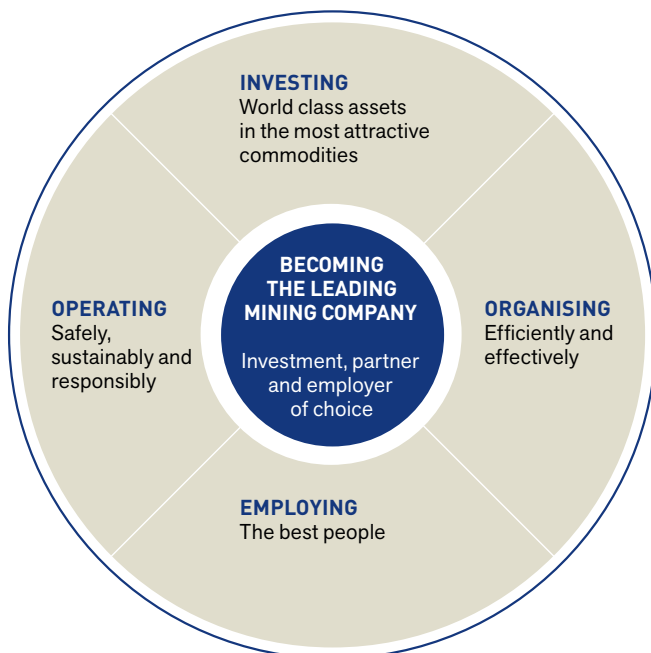 INVESTING
World class assets
in the most attractive
commodities
OPERATING
Safely,
sustainably and
responsibly
BECOMING
THE LEADING
MINING COMPANY
Investment, partner
and employer
of choice
ORGANISING
Efficiently and
effectively
EMPLOYING
The best people